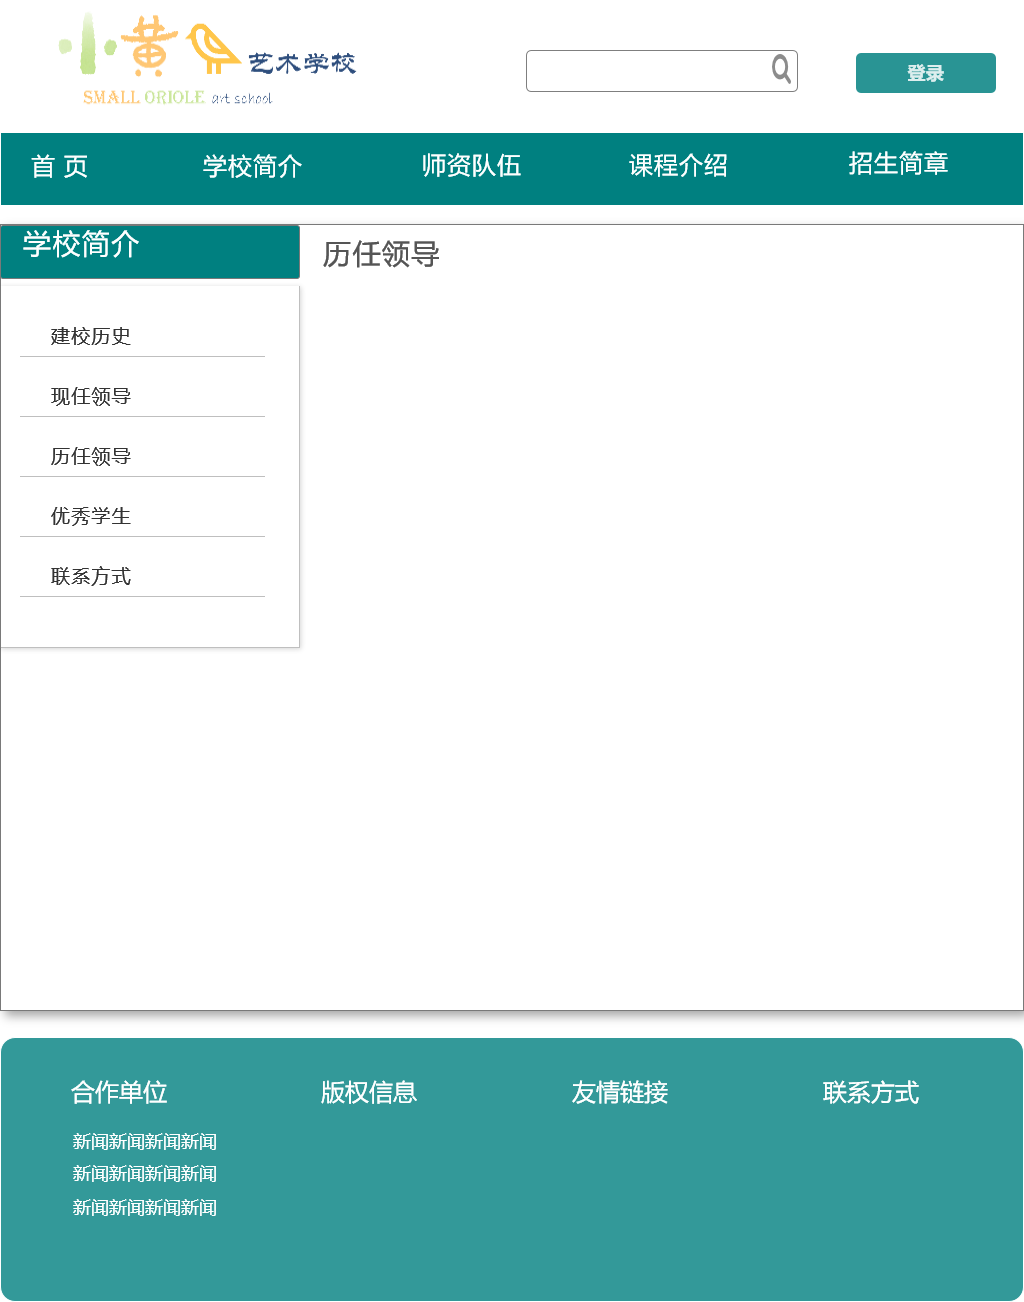 小黄鸟艺术学校
SMALL ORIOLE art school
登录
首 页
学校简介
师资队伍
课程介绍
招生简章
学校简介
历任领导
建校历史
现任领导
历任领导
优秀学生
联系方式
合作单位
版权信息
友情链接
联系方式
新闻新闻新闻新闻
新闻新闻新闻新闻
新闻新闻新闻新闻